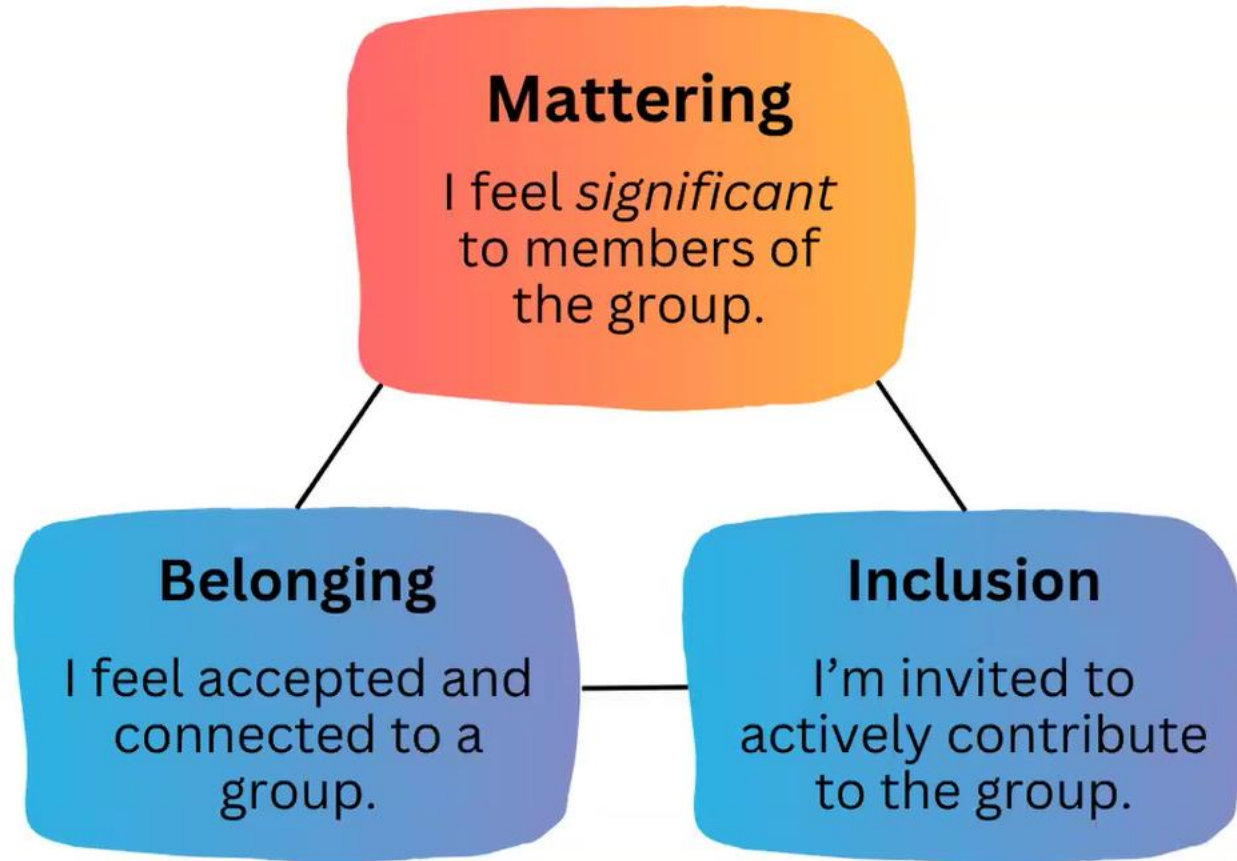 Mattering
I feel significant
to members of
the group.
Belonging
I feel accepted and
connected to a
group.
Inclusion
I’m invited to
actively contribute
to the group.